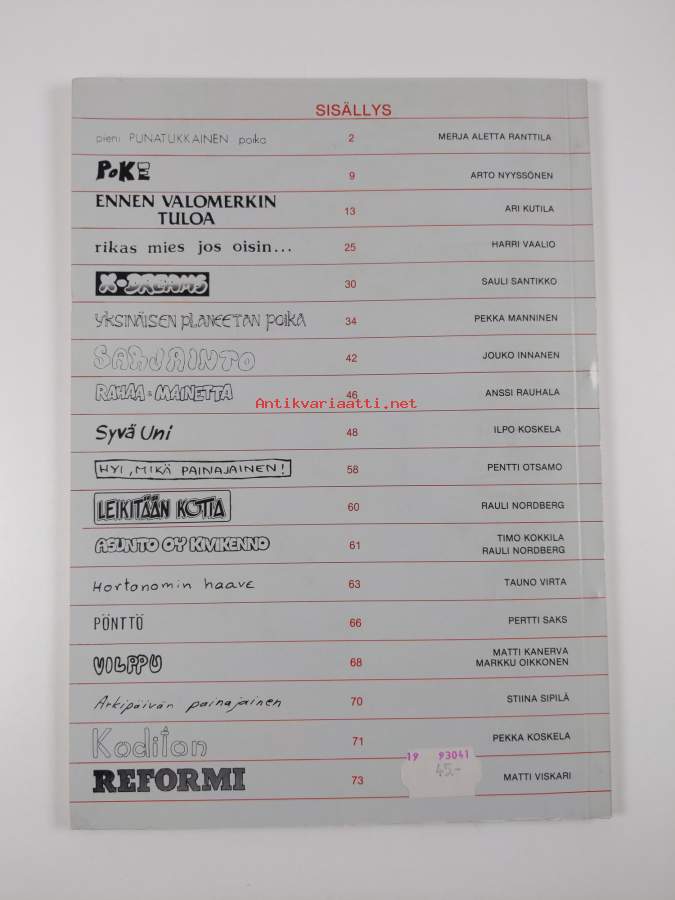 SISÄLLYS
pieni PUNATUKKAINEN poika 2 MERJA ALETTA RANTTILA
POKE 9 ARTO NYYSSÖNEN
ENNEN VALOMERKIN
TULOA 13 ARI KUTILA
rikas mies jos oisin... 25 HARRI VAALIO
X-DREAMS 30 SAULI SANTIKKO
YKSINÄISEN PLANEETAN POIKA 34 PEKKA MANNINEN
SARJAINTO 42 JOUKO INNANEN
RAHAA & MAINETTA 46 ANSSI RAUHALA
Antikvariaatti.net
Syvä Uni 48 ILPO KOSKELA
HYI, MIKÄ PAINAJAINEN! 58 PENTTI OTSAMO
LEIKITÄÄN KOTIA 60 RAULI NORDBERG
ASUNTO OY KIVIKENNO 61 TIMO KOKKILA
RAULI NORDBERG
Hortonomin haave 63 TAUNO VIRTA
PÖNTTÖ 66 PERTTI SAKS
VILPPU 68 MATTI KANERVA
MARKKU OIKKONEN
Arkipäivän painajainen 70 STIINA SIPILÄ
Koditon 71 PEKKA KOSKELA
19 93041
45.-
REFORMI 73 MATTI VISKARI